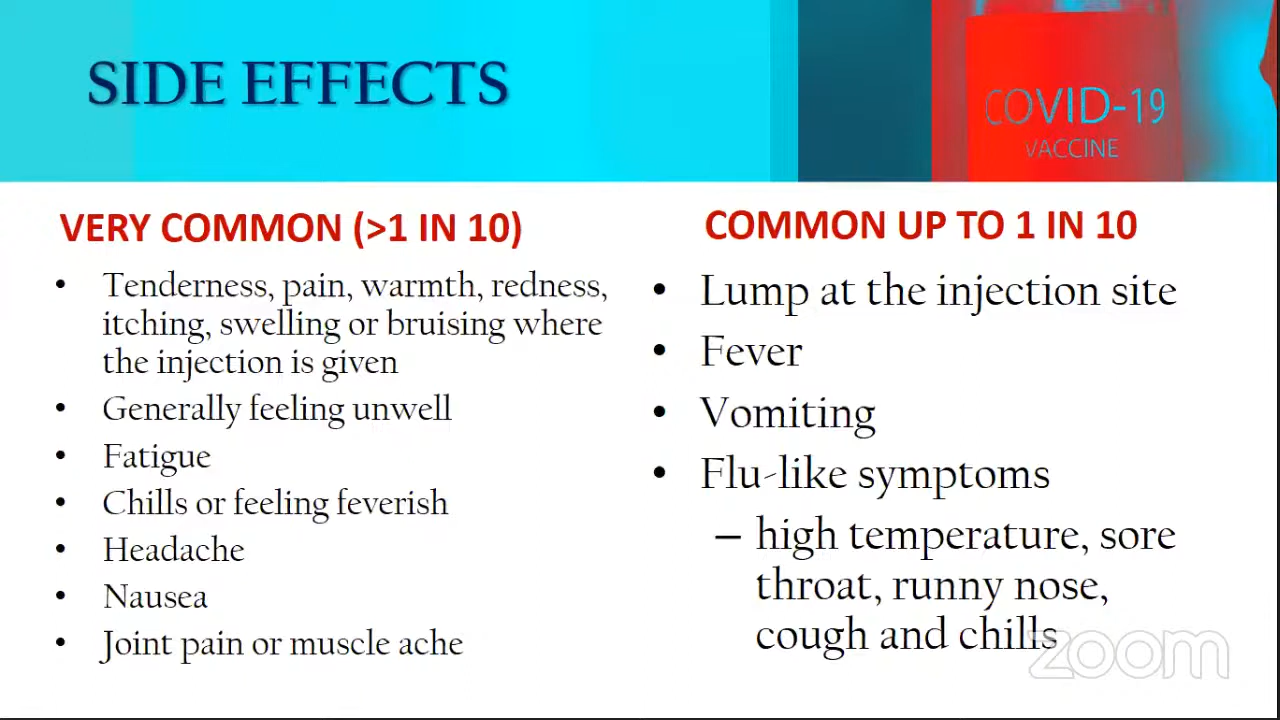 SIDE EFFECTS
COVID-19
VACCINE
VERY COMMON (>1 IN 10)
• Tenderness, pain, warmth, redness,
itching, swelling or bruising where
the injection is given
• Generally feeling unwell
• Fatigue
• Chills or feeling feverish
• Headache
• Nausea
• Joint pain or muscle ache
COMMON UP TO 1 IN 10
• Lump at the injection site
• Fever
• Vomiting
• Flu-like symptoms
– high temperature, sore
throat, runny nose,
cough and chills
zoom